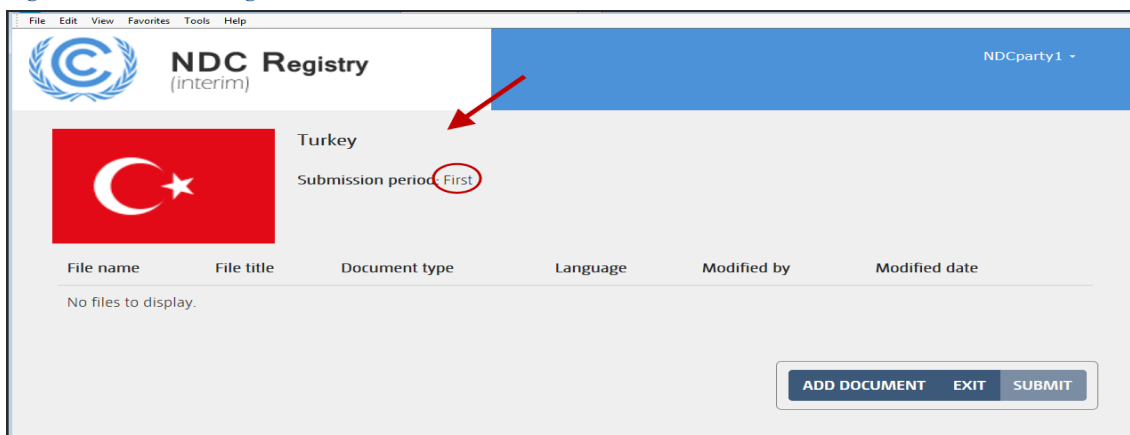 File Edit View Favorites Tools Help
NDC Registry
(interim)
NDCparty1
Turkey
Submission period: First
File name File title Document type Language Modified by Modified date
No files to display.
ADD DOCUMENT EXIT SUBMIT